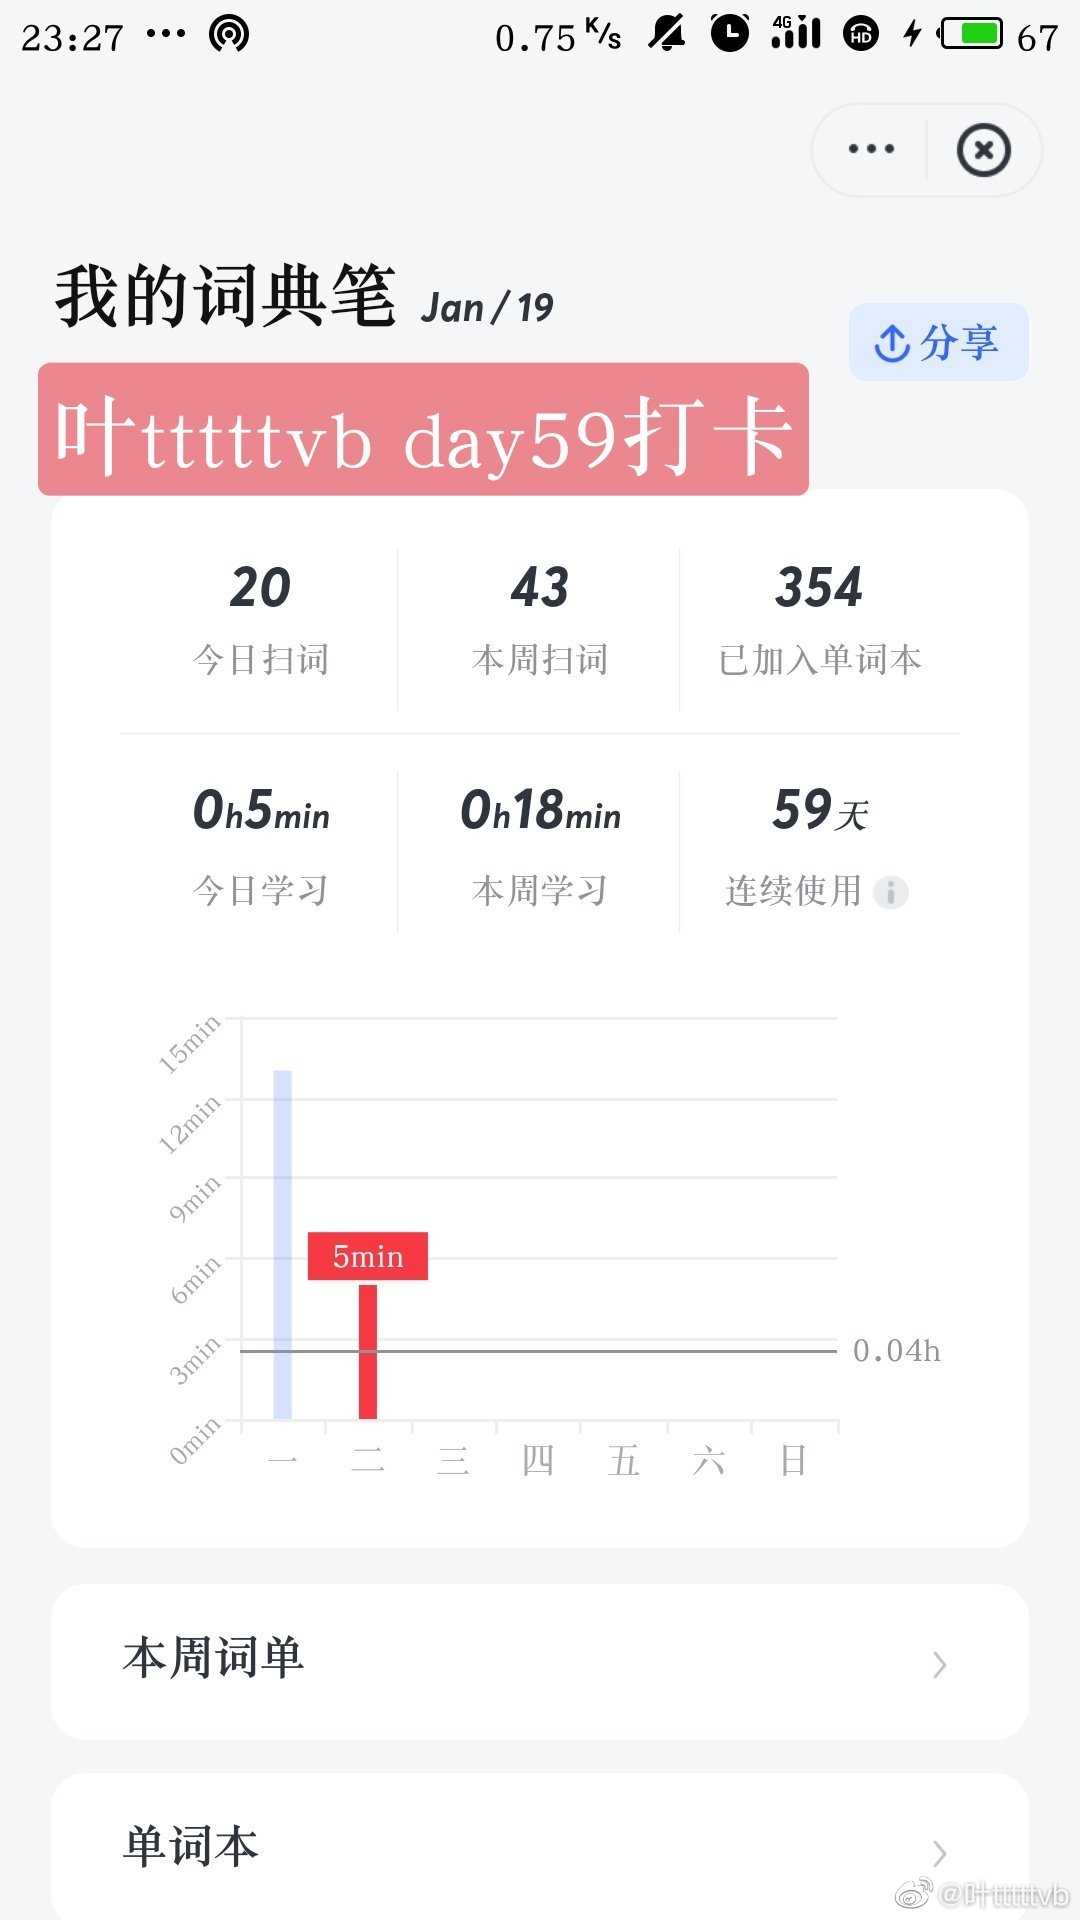 23:27 ··· 0.75 K/s 4G HD 67
我的词典笔 Jan / 19
分享
叶tttttvb day59打卡
20 43 354
今日扫词 本周扫词 已加入单词本
0h5min 0h18min 59天
今日学习 本周学习 连续使用
15min
12min
9min
6min
5min
3min
0.04h
0min
一 二 三 四 五 六 日
本周词单
单词本
@叶tttttvb